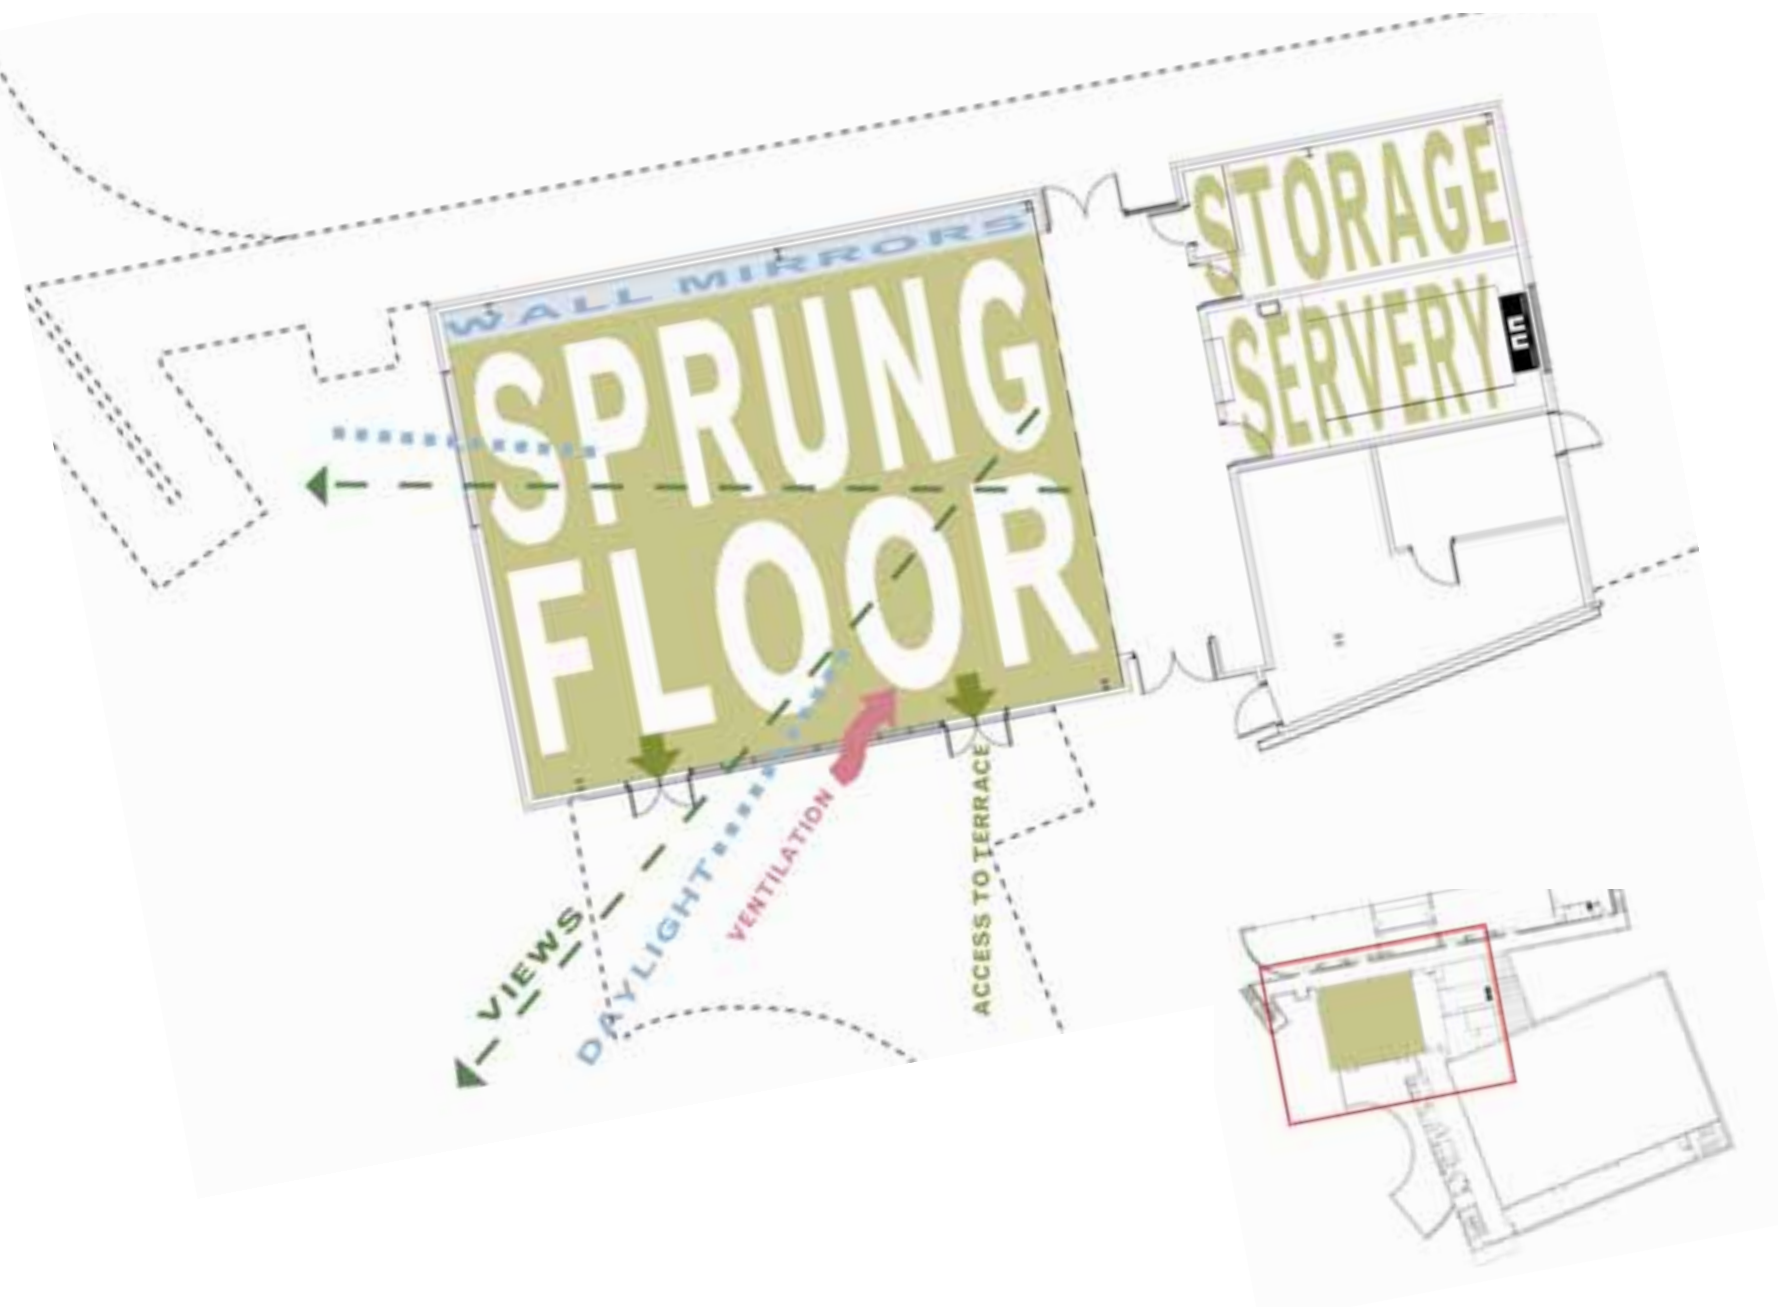 WALL MIRRORS
SPRUNG
FLOOR
STORAGE
SERVERY
VIEWS
DAYLIGHT
VENTILATION
ACCESS TO TERRACE